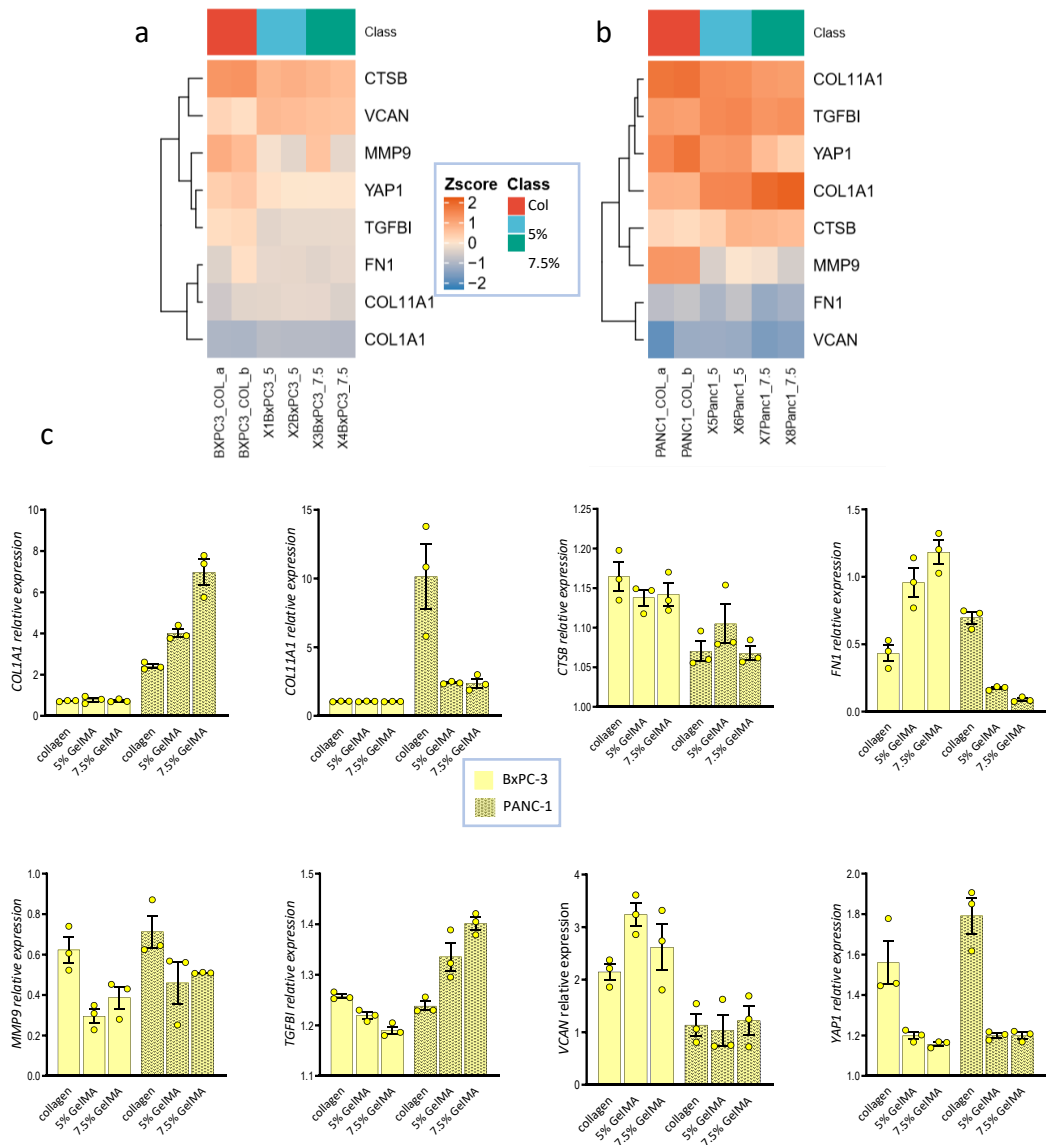 a
Class
CTSB
VCAN
MMP9
YAP1
TGFBI
FN1
COL11A1
COL1A1
BXPC3_COL_a
BXPC3_COL_b
X1BxPC3_5
X2BxPC3_5
X3BxPC3_7.5
X4BxPC3_7.5
Zscore
2
1
0
−1
−2
Class
Col
5%
7.5%
b
Class
COL11A1
TGFBI
YAP1
COL1A1
CTSB
MMP9
FN1
VCAN
PANC1_COL_a
PANC1_COL_b
X5Panc1_5
X6Panc1_5
X7Panc1_7.5
X8Panc1_7.5
c
COL1A1 relative expression
10
8
6
4
2
0
collagen
5% GelMA
7.5% GelMA
collagen
5% GelMA
7.5% GelMA
COL11A1 relative expression
15
10
5
0
collagen
5% GelMA
7.5% GelMA
collagen
5% GelMA
7.5% GelMA
CTSB relative expression
1.25
1.20
1.15
1.10
1.05
1.00
collagen
5% GelMA
7.5% GelMA
collagen
5% GelMA
7.5% GelMA
FN1 relative expression
1.5
1.0
0.5
0.0
collagen
5% GelMA
7.5% GelMA
collagen
5% GelMA
7.5% GelMA
BxPC-3
PANC-1
MMP9 relative expression
1.0
0.8
0.6
0.4
0.2
0.0
collagen
5% GelMA
7.5% GelMA
collagen
5% GelMA
7.5% GelMA
TGFBI relative expression
1.5
1.4
1.3
1.2
1.1
collagen
5% GelMA
7.5% GelMA
collagen
5% GelMA
7.5% GelMA
VCAN relative expression
4
3
2
1
0
collagen
5% GelMA
7.5% GelMA
collagen
5% GelMA
7.5% GelMA
YAP1 relative expression
2.0
1.8
1.6
1.4
1.2
1.0
collagen
5% GelMA
7.5% GelMA
collagen
5% GelMA
7.5% GelMA